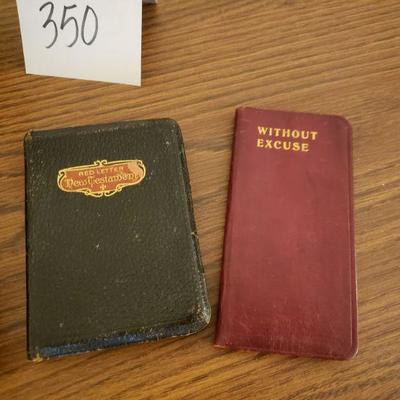 350
RED LETTER
New Testament
WITHOUT
EXCUSE